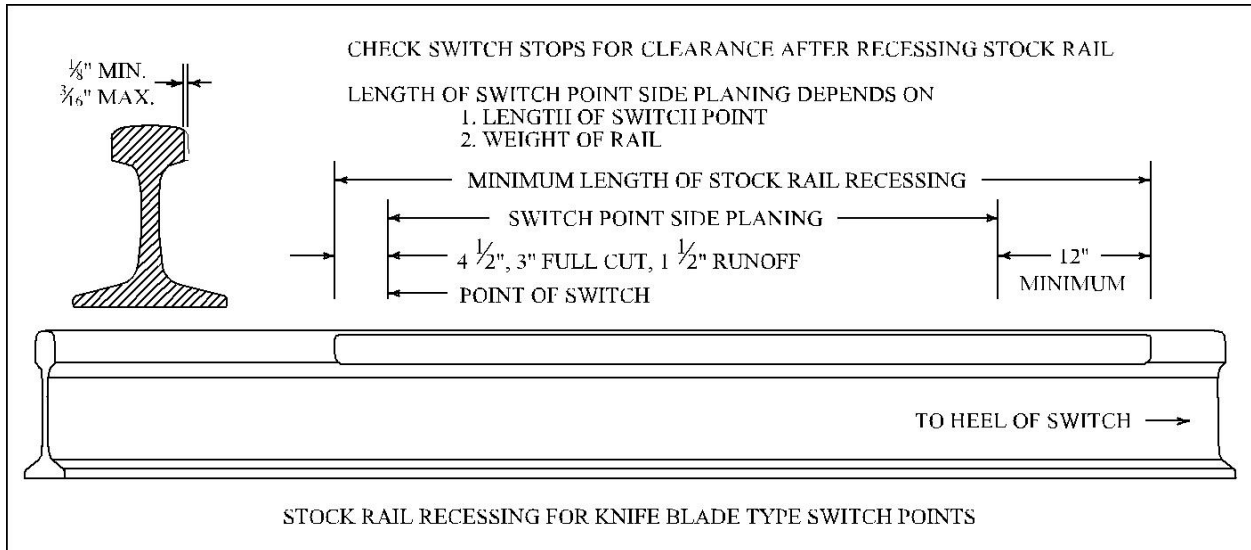 CHECK SWITCH STOPS FOR CLEARANCE AFTER RECESSING STOCK RAIL
⅛" MIN.
3/16" MAX.
LENGTH OF SWITCH POINT SIDE PLANING DEPENDS ON
1. LENGTH OF SWITCH POINT
2. WEIGHT OF RAIL
MINIMUM LENGTH OF STOCK RAIL RECESSING
SWITCH POINT SIDE PLANING
4 ½", 3" FULL CUT, 1 ½" RUNOFF
12"
MINIMUM
POINT OF SWITCH
TO HEEL OF SWITCH
STOCK RAIL RECESSING FOR KNIFE BLADE TYPE SWITCH POINTS